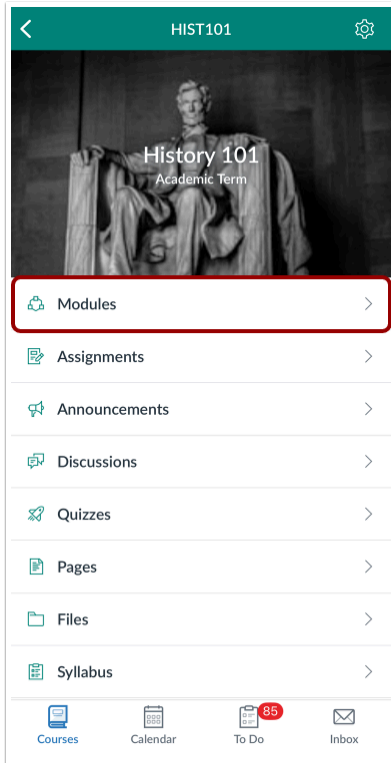 HIST101
History 101
Academic Term
Modules
Assignments
Announcements
Discussions
Quizzes
Pages
Files
Syllabus
85
Courses Calendar To Do Inbox